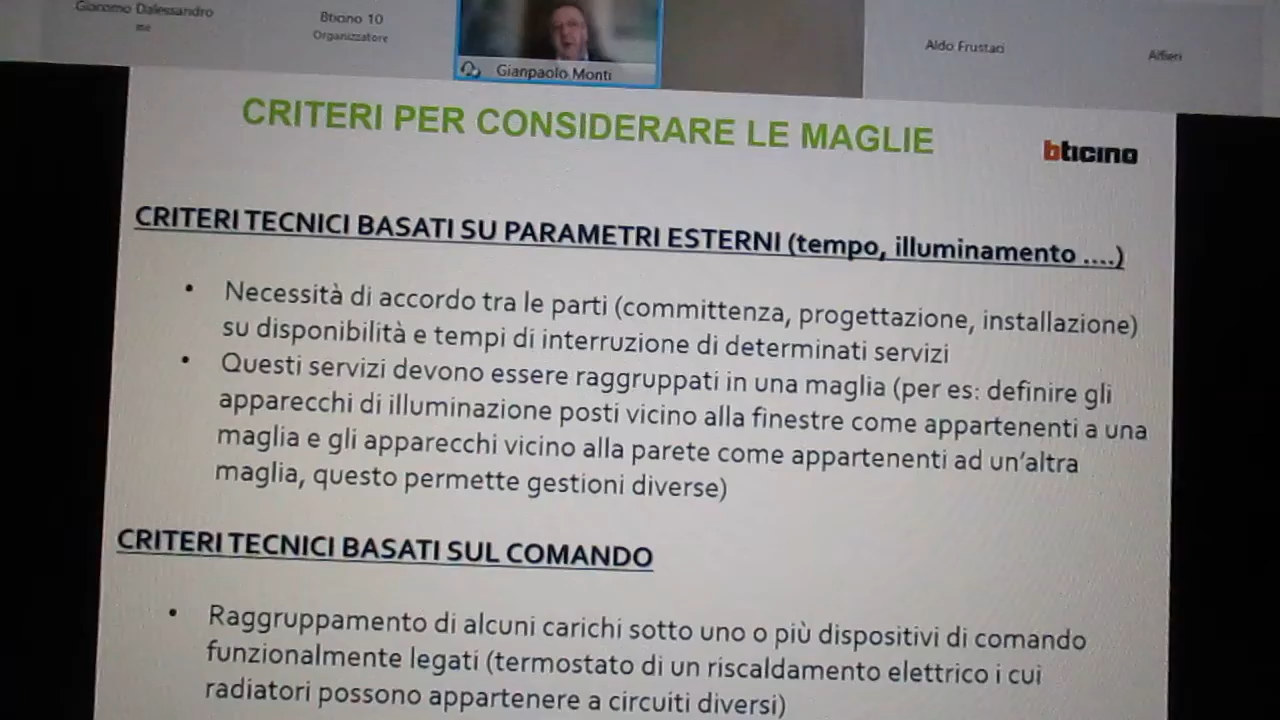 Giacomo Dalessandro
me
Bticino 10
Organizzatore
Gianpaolo Monti
Aldo Frustaci
Alfieri
CRITERI PER CONSIDERARE LE MAGLIE
bticino
CRITERI TECNICI BASATI SU PARAMETRI ESTERNI (tempo, illuminamento ....)
• Necessità di accordo tra le parti (committenza, progettazione, installazione)
su disponibilità e tempi di interruzione di determinati servizi
• Questi servizi devono essere raggruppati in una maglia (per es: definire gli
apparecchi di illuminazione posti vicino alla finestre come appartenenti a una
maglia e gli apparecchi vicino alla parete come appartenenti ad un'altra
maglia, questo permette gestioni diverse)
CRITERI TECNICI BASATI SUL COMANDO
• Raggruppamento di alcuni carichi sotto uno o più dispositivi di comando
funzionalmente legati (termostato di un riscaldamento elettrico i cui
radiatori possono appartenere a circuiti diversi)